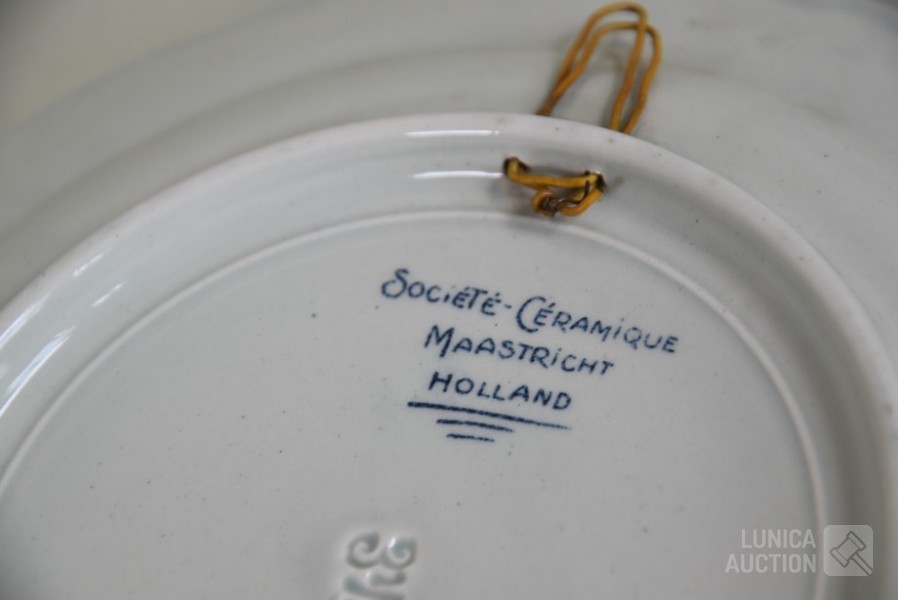 SOCIÉTÉ-CÉRAMIQUE
MAASTRICHT
HOLLAND
LUNICA
AUCTION